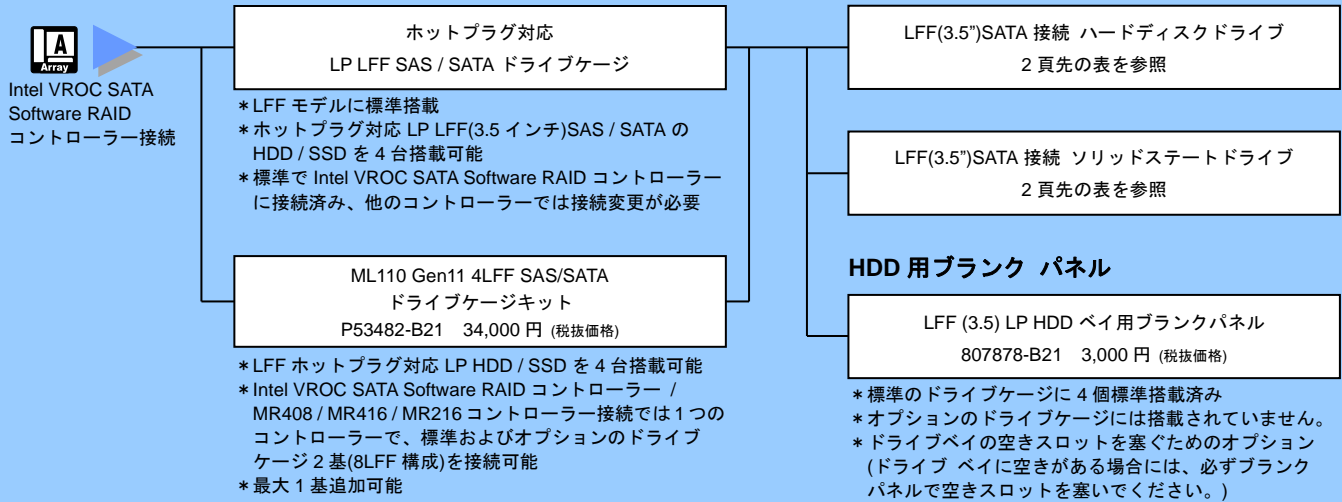 A
Array
Intel VROC SATA
Software RAID
コントローラー接続
ホットプラグ対応
LP LFF SAS / SATA ドライブケージ
*LFF モデルに標準搭載
*ホットプラグ対応 LP LFF(3.5 インチ)SAS / SATA の
HDD / SSD を 4 台搭載可能
*標準で Intel VROC SATA Software RAID コントローラー
に接続済み、他のコントローラーでは接続変更が必要
ML110 Gen11 4LFF SAS/SATA
ドライブケージキット
P53482-B21 34,000 円 (税抜価格)
*LFF ホットプラグ対応 LP HDD / SSD を 4 台搭載可能
*Intel VROC SATA Software RAID コントローラー /
MR408 / MR416 / MR216 コントローラー接続では 1 つの
コントローラーで、標準およびオプションのドライブ
ケージ 2 基(8LFF 構成)を接続可能
*最大 1 基追加可能
LFF(3.5”)SATA 接続 ハードディスクドライブ
2 頁先の表を参照
LFF(3.5”)SATA 接続 ソリッドステートドライブ
2 頁先の表を参照
HDD 用ブランク パネル
LFF (3.5) LP HDD ベイ用ブランクパネル
807878-B21 3,000 円 (税抜価格)
*標準のドライブケージに 4 個標準搭載済み
*オプションのドライブケージには搭載されていません。
*ドライブベイの空きスロットを塞ぐためのオプション
(ドライブ ベイに空きがある場合には、必ずブランク
パネルで空きスロットを塞いでください。)